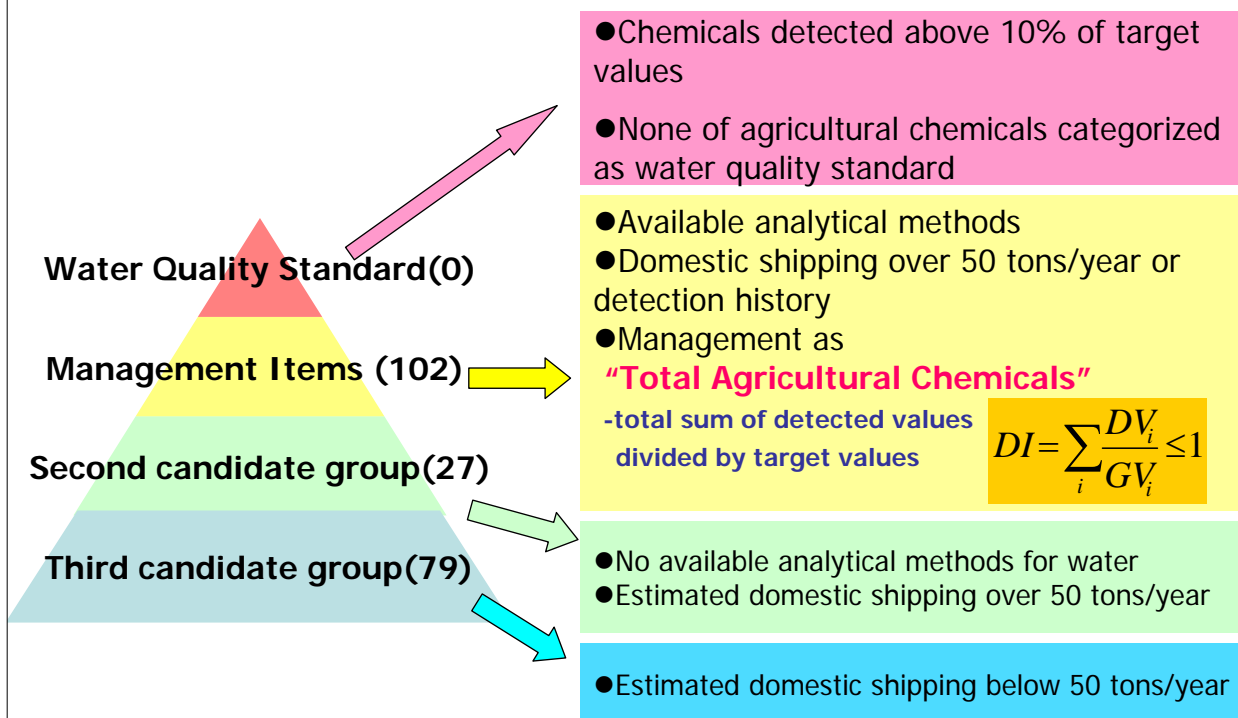 Water Quality Standard(0)
Management Items (102)
Second candidate group(27)
Third candidate group(79)
●Chemicals detected above 10% of target
values
●None of agricultural chemicals categorized
as water quality standard
●Available analytical methods
●Domestic shipping over 50 tons/year or
detection history
●Management as
“Total Agricultural Chemicals”
-total sum of detected values
divided by target values
DI=∑i DVi/GVi ≤1
●No available analytical methods for water
●Estimated domestic shipping over 50 tons/year
●Estimated domestic shipping below 50 tons/year